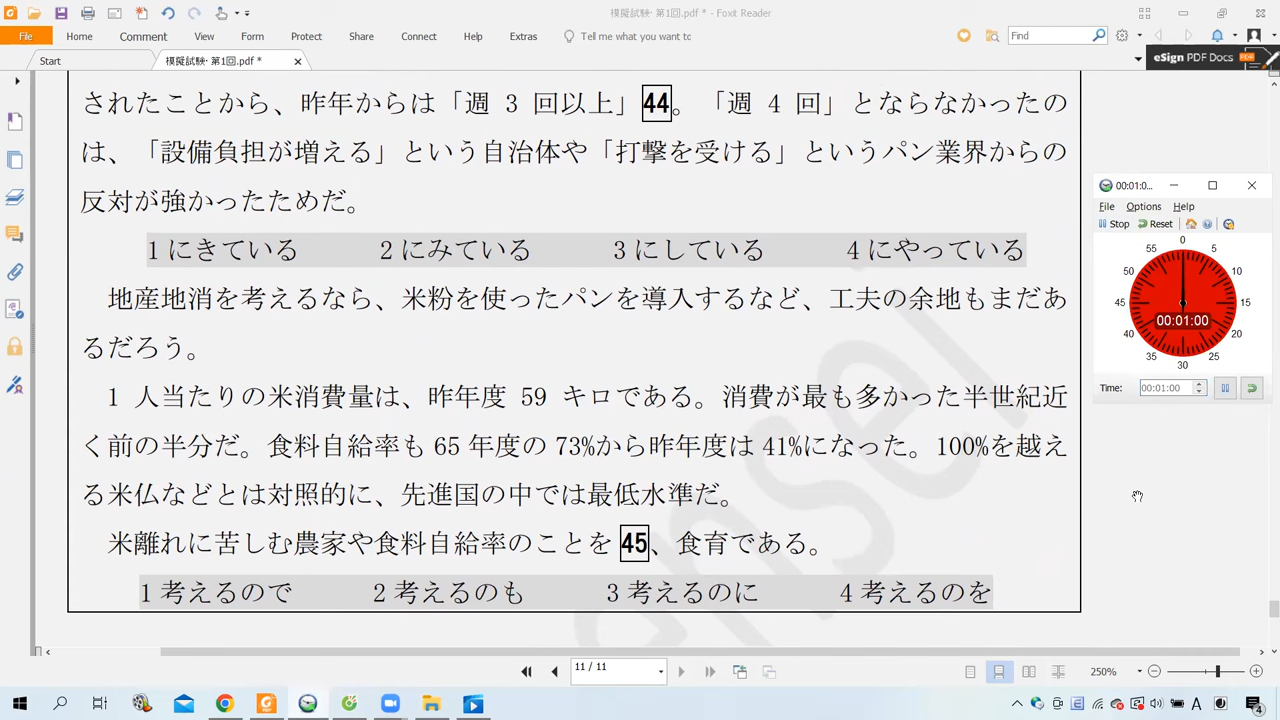 模擬試験· 第1回.pdf * - Foxit Reader
File Home Comment View Form Protect Share Connect Help Extras Tell me what you want to Find
eSign PDF Docs
Start 模擬試験· 第1回.pdf *
されたことから、昨年からは「週 3 回以上」44。「週 4 回」とならなかったの
は、「設備負担が増える」という自治体や「打撃を受ける」というパン業界からの
反対が強かったためだ。
1 にきている 2 にみている 3 にしている 4 にやっている
地産地消を考えるなら、米粉を使ったパンを導入するなど、工夫の余地もまだあ
るだろう。
1 人当たりの米消費量は、昨年度 59 キロである。消費が最も多かった半世紀近
く前の半分だ。食料自給率も 65 年度の 73%から昨年度は 41%になった。100%を越え
る米仏などとは対照的に、先進国の中では最低水準だ。
米離れに苦しむ農家や食料自給率のことを 45、食育である。
1 考えるので 2 考えるのも 3 考えるのに 4 考えるのを
ensei
00:01:0...
File Options Help
Stop Reset
0
55 5
50 10
45 15
00:01:00
40 20
35 25
30
Time: 00:01:00
11 / 11
250%
A
4